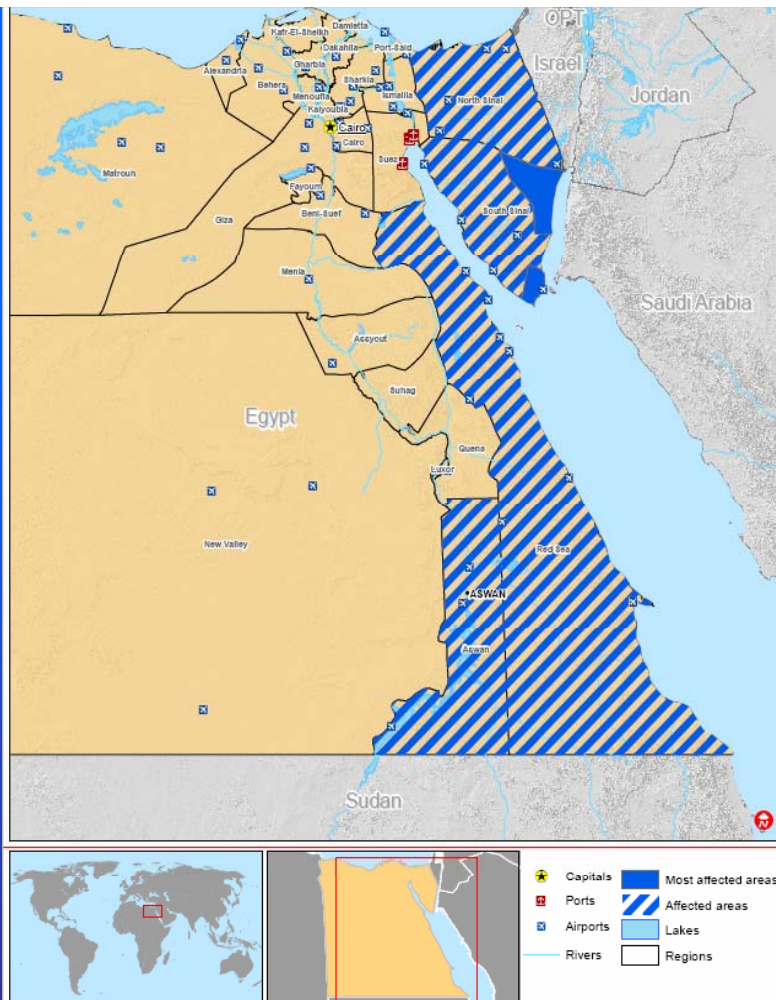 OPT
Damietta
Kafr-El-Sheikh
Dakahlia
Port-Said
Israel
Gharbia
Alexandria
Sharkia
Jordan
Behera
Menoufia
Ismailia
North Sinai
Kalyoubia
Cairo
Cairo
Suez
Matrouh
Fayoum
South Sinai
Giza
Beni-Suef
Menia
Saudi Arabia
Assyout
Suhag
Egypt
Quena
Luxor
New Valley
Red Sea
ASWAN
Aswan
Sudan
N
Capitals
Most affected areas
Ports
Affected areas
Airports
Lakes
Rivers
Regions